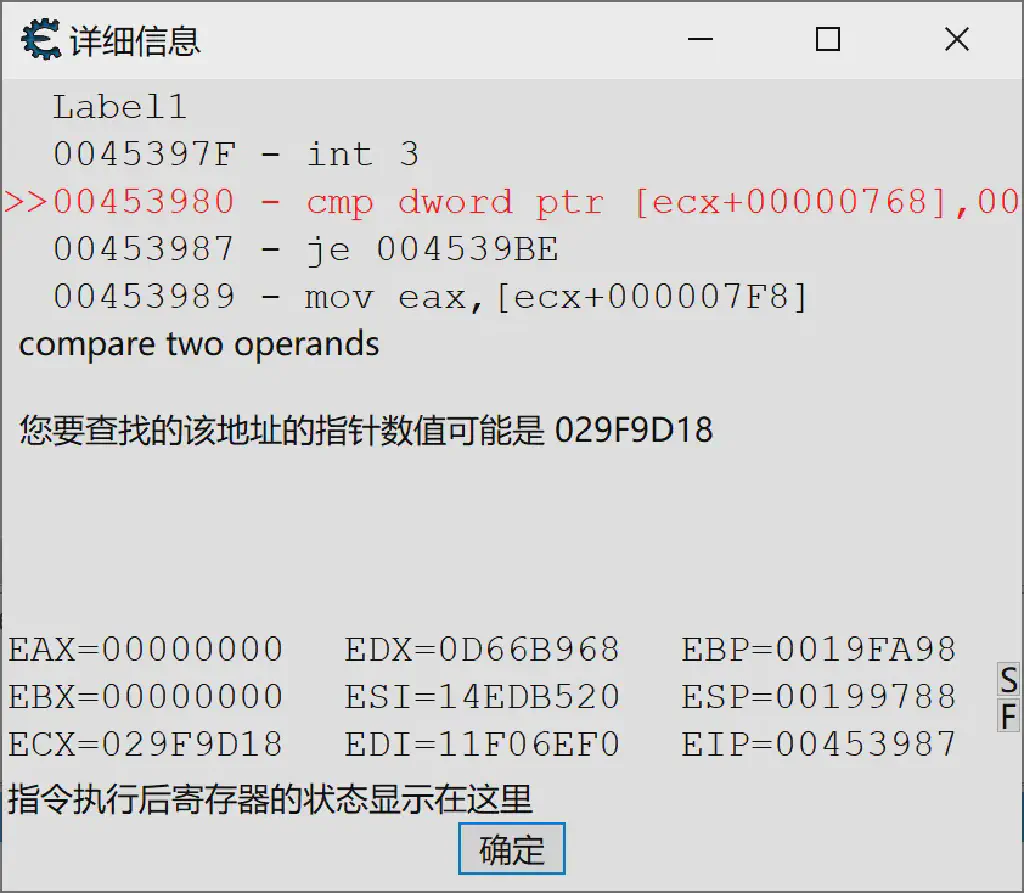 详细信息
Label1
0045397F - int 3
>>00453980 - cmp dword ptr [ecx+00000768],00
00453987 - je 004539BE
00453989 - mov eax,[ecx+000007F8]
compare two operands
您要查找的该地址的指针数值可能是 029F9D18
EAX=00000000 EDX=0D66B968 EBP=0019FA98
EBX=00000000 ESI=14EDB520 ESP=00199788
ECX=029F9D18 EDI=11F06EF0 EIP=00453987
S
F
指令执行后寄存器的状态显示在这里
确定